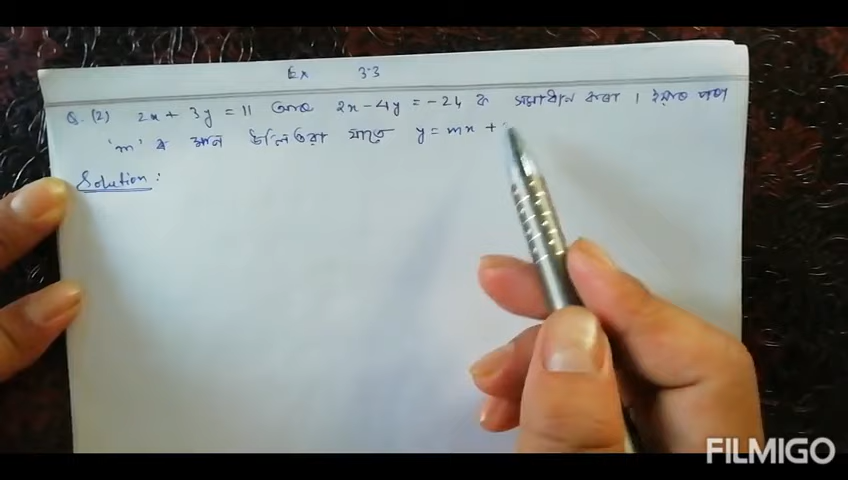 Ex 3.3
Q. (2) 2x + 3y = 11 আৰু 2x - 4y = -24 ক সমাধান কৰা । ইয়াৰ পৰা
'm' ৰ মান উলিওৱা যাতে y = mx +
Solution :
FILMIGO